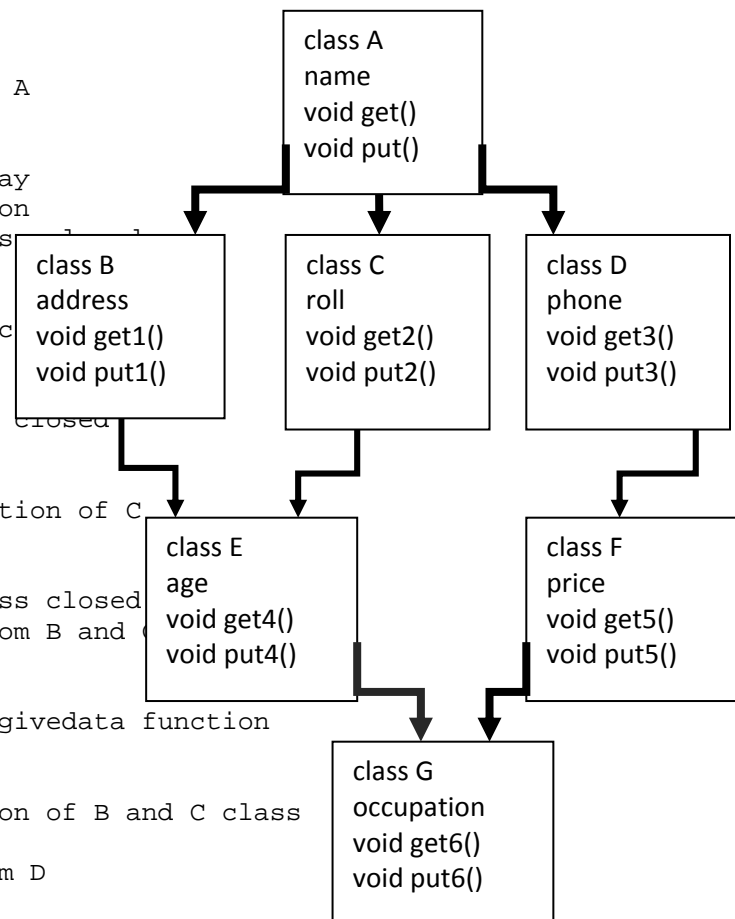 class A
name
void get()
void put()
A
on
class B
address
void get1()
void put1()
class C
roll
void get2()
void put2()
class D
phone
void get3()
void put3()
closed
tion of C
class E
age
void get4()
void put4()
class F
price
void get5()
void put5()
ss closed
om B and
givedata function
class G
occupation
void get6()
void put6()
on of B and C class
m D